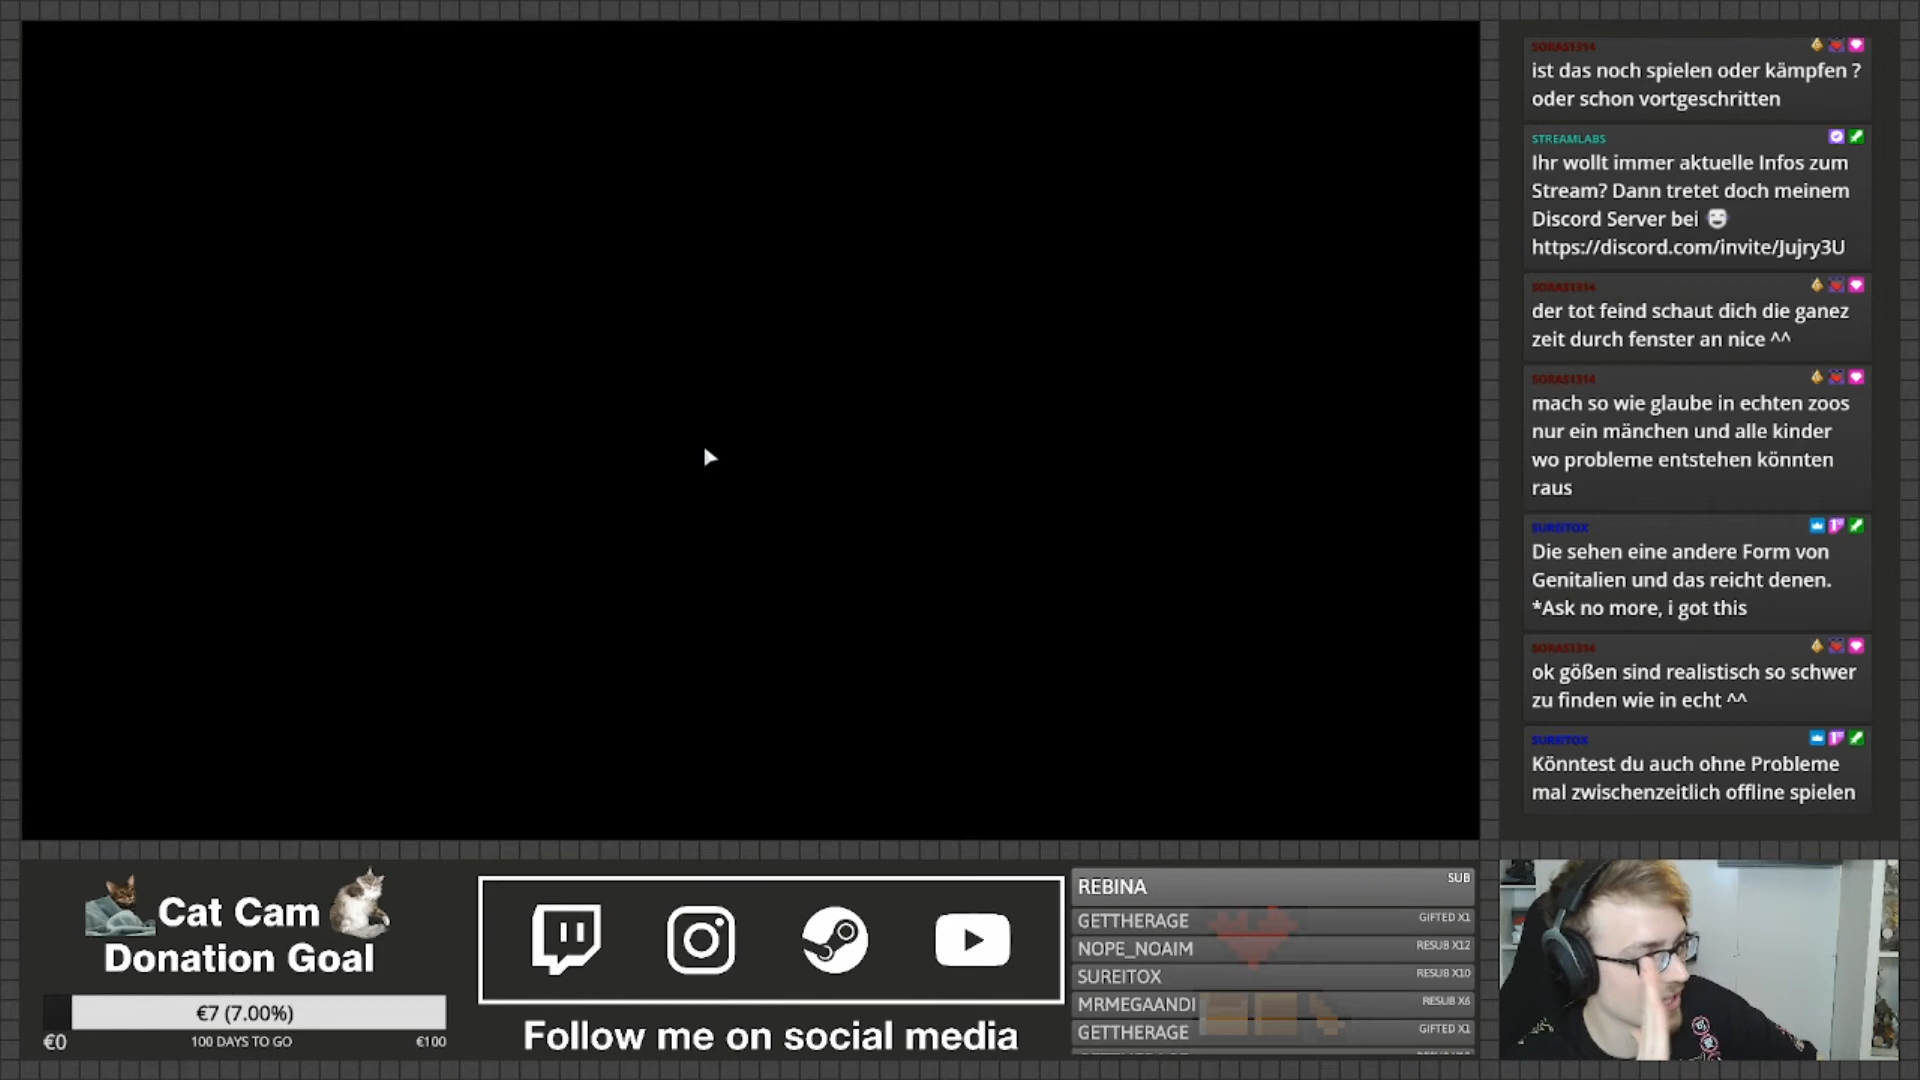 SORAS1314
ist das noch spielen oder kämpfen ?
oder schon vortgeschritten
STREAMLABS
Ihr wollt immer aktuelle Infos zum
Stream? Dann tretet doch meinem
Discord Server bei
https://discord.com/invite/Jujry3U
SORAS1314
der tot feind schaut dich die ganez
zeit durch fenster an nice ^^
SORAS1314
mach so wie glaube in echten zoos
nur ein mänchen und alle kinder
wo probleme entstehen könnten
raus
SUREITOX
Die sehen eine andere Form von
Genitalien und das reicht denen.
*Ask no more, i got this
SORAS1314
ok gößen sind realistisch so schwer
zu finden wie in echt ^^
SUREITOX
Könntest du auch ohne Probleme
mal zwischenzeitlich offline spielen
Cat Cam
Donation Goal
€7 (7.00%)
€0 100 DAYS TO GO €100
Follow me on social media
REBINA SUB
GETTHERAGE GIFTED X1
NOPE_NOAIM RESUB X12
SUREITOX RESUB X10
MRMEGAANDI RESUB X6
GETTHERAGE GIFTED X1